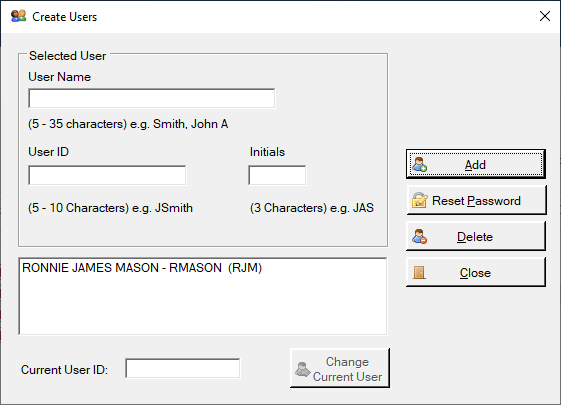 Create Users
Selected User
User Name
(5 - 35 characters) e.g. Smith, John A
User ID
Initials
(5 - 10 Characters) e.g. JSmith
(3 Characters) e.g. JAS
Add
Reset Password
Delete
Close
RONNIE JAMES MASON - RMASON (RJM)
Current User ID:
Change
Current User